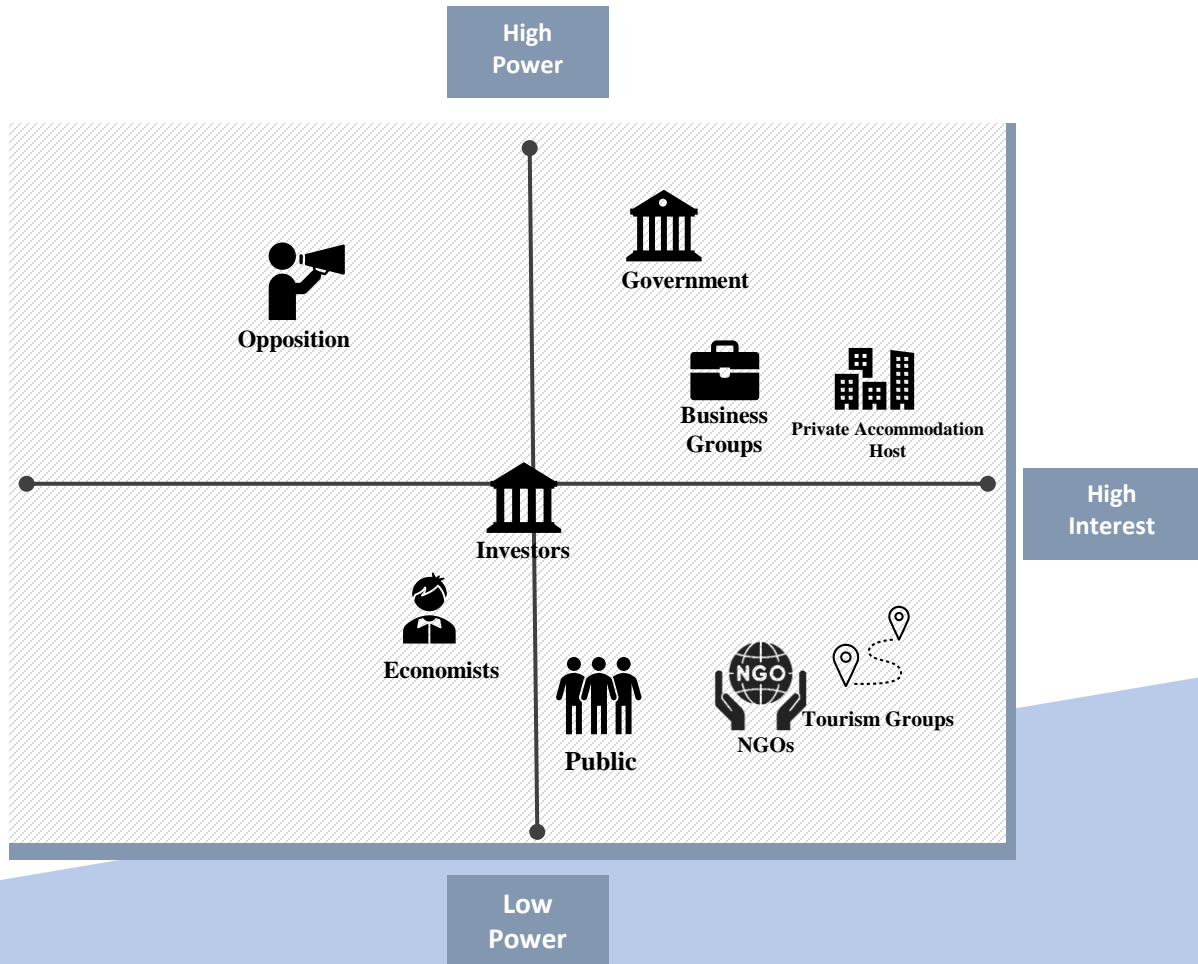 High
Power
Government
Opposition
Business
Groups
Private Accommodation
Host
High
Interest
Investors
Economists
NGO
Tourism Groups
NGOs
Public
Low
Power